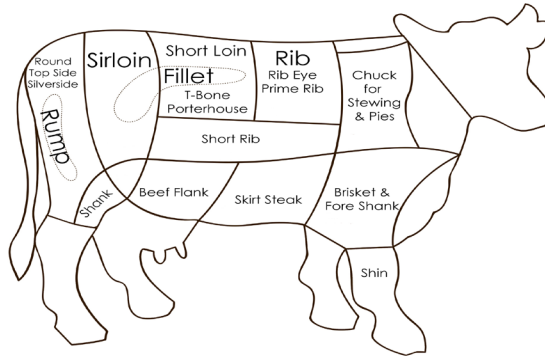 Round
Top Side
Silverside
Rump
Sirloin
Short Loin
Fillet
T-Bone
Porterhouse
Rib
Rib Eye
Prime Rib
Chuck
for
Stewing
& Pies
Short Rib
Shank
Beef Flank
Skirt Steak
Brisket &
Fore Shank
Shin